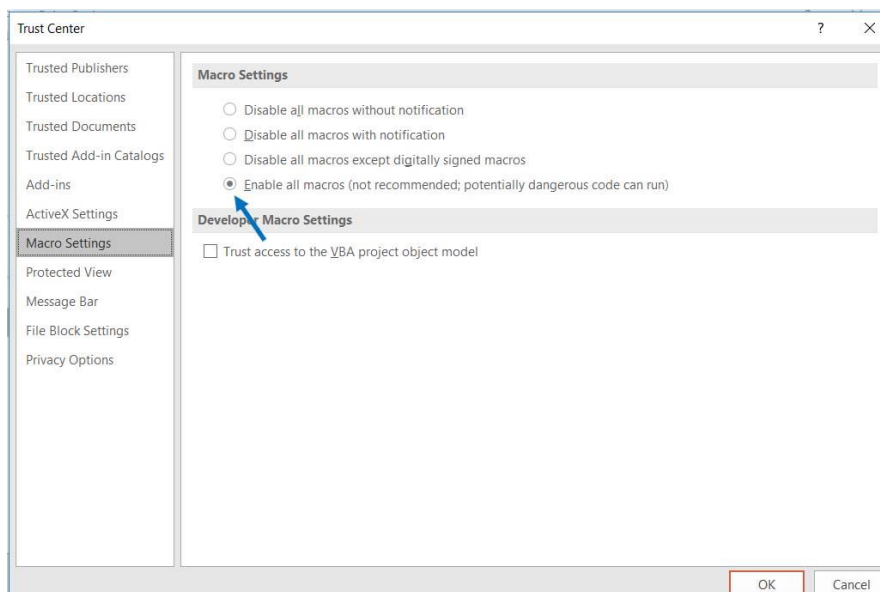 Trust Center
?
Trusted Publishers
Trusted Locations
Trusted Documents
Trusted Add-in Catalogs
Add-ins
ActiveX Settings
Macro Settings
Protected View
Message Bar
File Block Settings
Privacy Options
Macro Settings
Disable all macros without notification
Disable all macros with notification
Disable all macros except digitally signed macros
Enable all macros (not recommended; potentially dangerous code can run)
Developer Macro Settings
Trust access to the VBA project object model
OK
Cancel